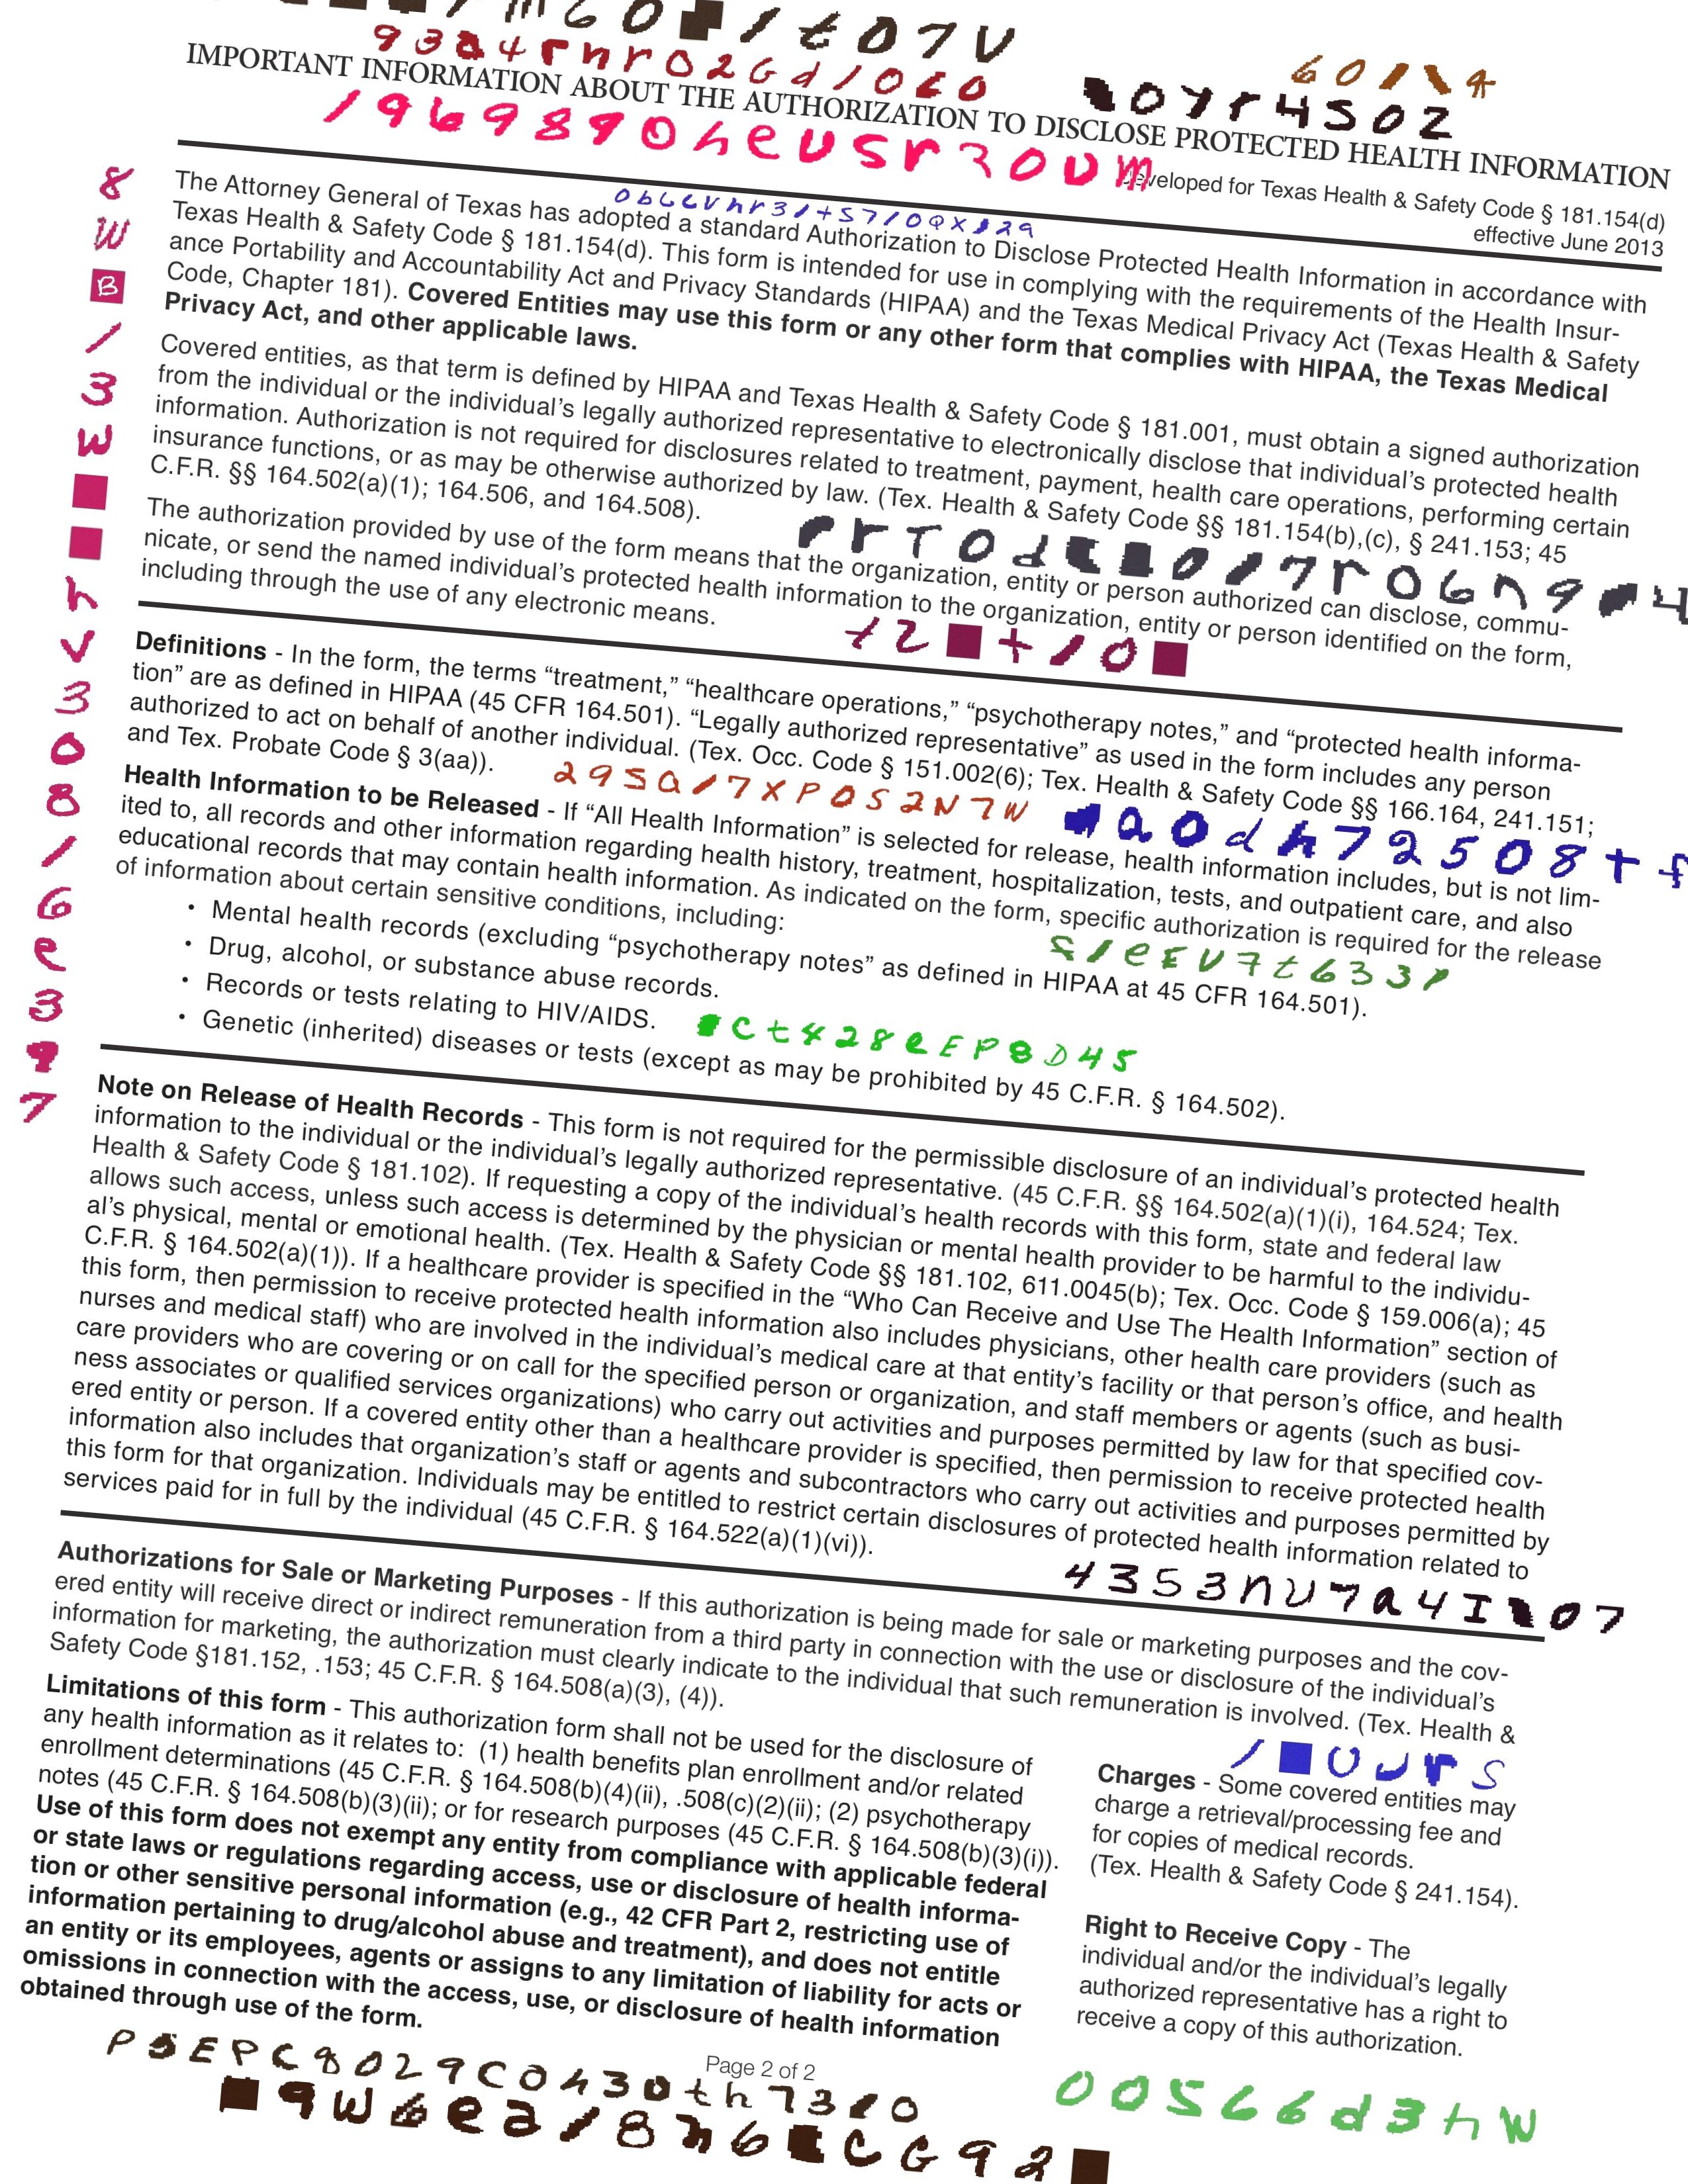 IMPORTANT INFORMATION ABOUT THE AUTHORIZATION TO DISCLOSE PROTECTED HEALTH INFORMATION
Developed for Texas Health & Safety Code § 181.154(d)
effective June 2013
The Attorney General of Texas has adopted a standard Authorization to Disclose Protected Health Information in accordance with
Texas Health & Safety Code § 181.154(d). This form is intended for use in complying with the requirements of the Health Insur-
ance Portability and Accountability Act and Privacy Standards (HIPAA) and the Texas Medical Privacy Act (Texas Health & Safety
Code, Chapter 181). Covered Entities may use this form or any other form that complies with HIPAA, the Texas Medical
Privacy Act, and other applicable laws.
Covered entities, as that term is defined by HIPAA and Texas Health & Safety Code § 181.001, must obtain a signed authorization
from the individual or the individual's legally authorized representative to electronically disclose that individual's protected health
information. Authorization is not required for disclosures related to treatment, payment, health care operations, performing certain
insurance functions, or as may be otherwise authorized by law. (Tex. Health & Safety Code §§ 181.154(b),(c), § 241.153; 45
C.F.R. §§ 164.502(a)(1); 164.506, and 164.508).
The authorization provided by use of the form means that the organization, entity or person authorized can disclose, commu-
nicate, or send the named individual's protected health information to the organization, entity or person identified on the form,
including through the use of any electronic means.
Definitions - In the form, the terms “treatment,” “healthcare operations,” “psychotherapy notes,” and “protected health informa-
tion” are as defined in HIPAA (45 CFR 164.501). “Legally authorized representative” as used in the form includes any person
authorized to act on behalf of another individual. (Tex. Occ. Code § 151.002(6); Tex. Health & Safety Code §§ 166.164, 241.151;
and Tex. Probate Code § 3(aa)).
295Q/7XPOS2N7W
Health Information to be Released - If “All Health Information” is selected for release, health information includes, but is not lim-
ited to, all records and other information regarding health history, treatment, hospitalization, tests, and outpatient care, and also
educational records that may contain health information. As indicated on the form, specific authorization is required for the release
of information about certain sensitive conditions, including:
• Mental health records (excluding “psychotherapy notes” as defined in HIPAA at 45 CFR 164.501).
• Drug, alcohol, or substance abuse records.
• Records or tests relating to HIV/AIDS.
• Genetic (inherited) diseases or tests (except as may be prohibited by 45 C.F.R. § 164.502).
Note on Release of Health Records - This form is not required for the permissible disclosure of an individual's protected health
information to the individual or the individual's legally authorized representative. (45 C.F.R. §§ 164.502(a)(1)(i), 164.524; Tex.
Health & Safety Code § 181.102). If requesting a copy of the individual's health records with this form, state and federal law
allows such access, unless such access is determined by the physician or mental health provider to be harmful to the individu-
al's physical, mental or emotional health. (Tex. Health & Safety Code §§ 181.102, 611.0045(b); Tex. Occ. Code § 159.006(a); 45
C.F.R. § 164.502(a)(1)). If a healthcare provider is specified in the “Who Can Receive and Use The Health Information” section of
this form, then permission to receive protected health information also includes physicians, other health care providers (such as
nurses and medical staff) who are involved in the individual's medical care at that entity's facility or that person's office, and health
care providers who are covering or on call for the specified person or organization, and staff members or agents (such as busi-
ness associates or qualified services organizations) who carry out activities and purposes permitted by law for that specified cov-
ered entity or person. If a covered entity other than a healthcare provider is specified, then permission to receive protected health
information also includes that organization's staff or agents and subcontractors who carry out activities and purposes permitted by
this form for that organization. Individuals may be entitled to restrict certain disclosures of protected health information related to
services paid for in full by the individual (45 C.F.R. § 164.522(a)(1)(vi)).
Authorizations for Sale or Marketing Purposes - If this authorization is being made for sale or marketing purposes and the cov-
ered entity will receive direct or indirect remuneration from a third party in connection with the use or disclosure of the individual's
information for marketing, the authorization must clearly indicate to the individual that such remuneration is involved. (Tex. Health &
Safety Code §181.152, .153; 45 C.F.R. § 164.508(a)(3), (4)).
Limitations of this form - This authorization form shall not be used for the disclosure of
any health information as it relates to: (1) health benefits plan enrollment and/or related
enrollment determinations (45 C.F.R. § 164.508(b)(4)(ii), .508(c)(2)(ii); (2) psychotherapy
notes (45 C.F.R. § 164.508(b)(3)(ii); or for research purposes (45 C.F.R. § 164.508(b)(3)(i)).
Use of this form does not exempt any entity from compliance with applicable federal
or state laws or regulations regarding access, use or disclosure of health informa-
tion or other sensitive personal information (e.g., 42 CFR Part 2, restricting use of
information pertaining to drug/alcohol abuse and treatment), and does not entitle
an entity or its employees, agents or assigns to any limitation of liability for acts or
omissions in connection with the access, use, or disclosure of health information
obtained through use of the form.
Charges - Some covered entities may
charge a retrieval/processing fee and
for copies of medical records.
(Tex. Health & Safety Code § 241.154).
Right to Receive Copy - The
individual and/or the individual's legally
authorized representative has a right to
receive a copy of this authorization.
Page 2 of 2